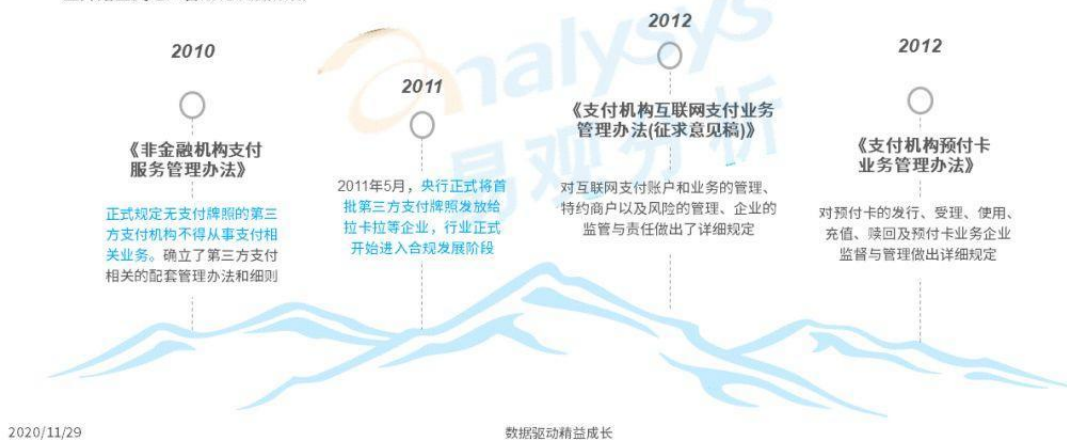 2010
《非金融机构支付
服务管理办法》
正式规定无支付牌照的第三
方支付机构不得从事支付相
关业务。确立了第三方支付
相关的配套管理办法和细则
2011
2011年5月，央行正式将首
批第三方支付牌照发放给
拉卡拉等企业，行业正式
开始进入合规发展阶段
2012
《支付机构互联网支付业务
管理办法(征求意见稿)》
对互联网支付账户和业务的管理、
特约商户以及风险的管理、企业的
监管与责任做出了详细规定
2012
《支付机构预付卡
业务管理办法》
对预付卡的发行、受理、使用、
充值、赎回及预付卡业务企业
监督与管理做出详细规定
analysys
易观分析
2020/11/29
数据驱动精益成长